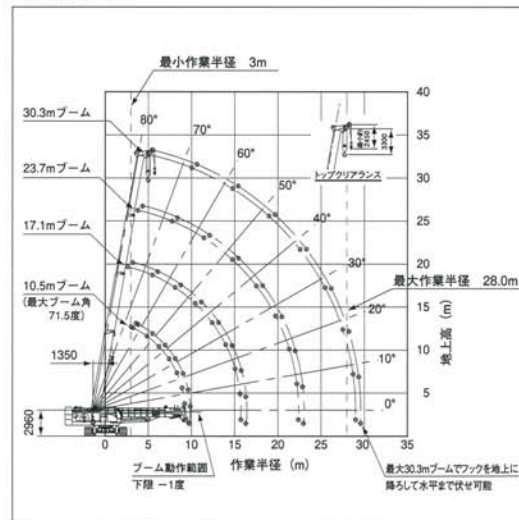 最小作業半径 3m
40
30.3mブーム
80°
70°
35
60°
最小約
2450
3300
トップクリアランス
23.7mブーム
50°
30
40°
25
17.1mブーム
30°
20
最大作業半径 28.0m
10.5mブーム
(最大ブーム角
71.5度)
20°
15
地上高 (m)
1350
10
10°
5
0°
2960
0 5 10 15 20 25 30 35
ブーム動作範囲
下限 −1度
作業半径 (m)
最大30.3mブームでフックを地上に
降ろして水平まで伏せ可能